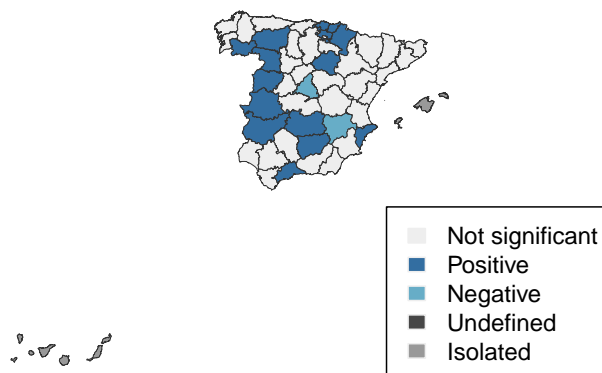 Not significant
Positive
Negative
Undefined
Isolated